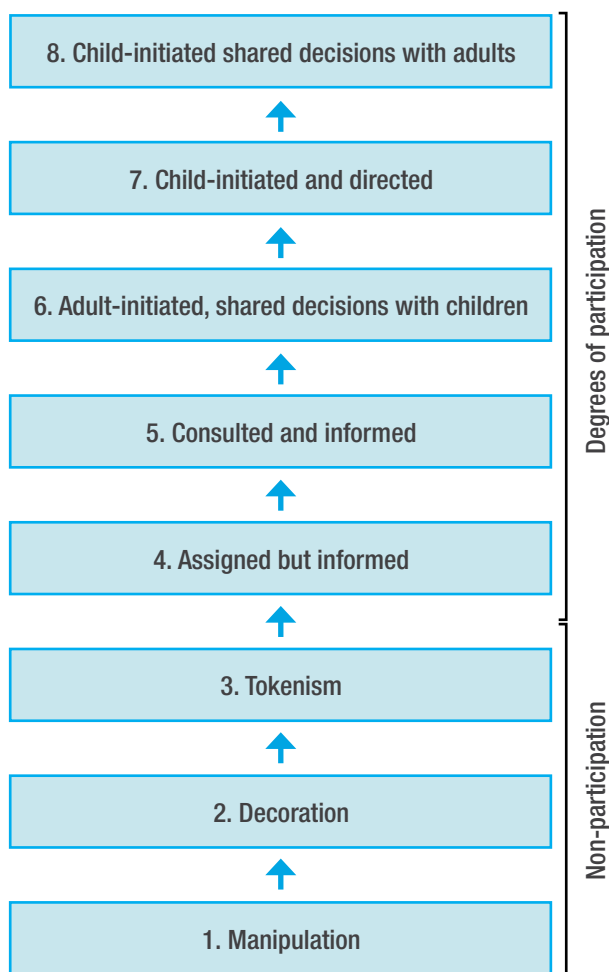 8. Child-initiated shared decisions with adults
7. Child-initiated and directed
6. Adult-initiated, shared decisions with children
5. Consulted and informed
4. Assigned but informed
Degrees of participation
3. Tokenism
2. Decoration
1. Manipulation
Non-participation